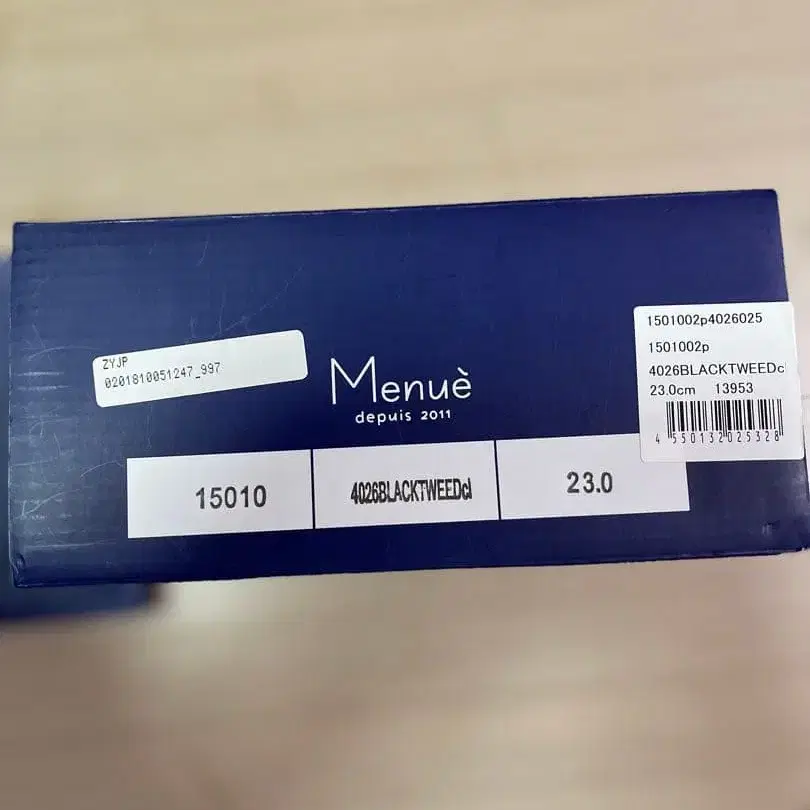 ZYJP
0201810051247_997
Menuè
depuis 2011
15010
4026BLACKTWEEDcl
23.0
1501002p4026025
1501002p
4026BLACKTWEEDcl
23.0cm 13953
4550132025328